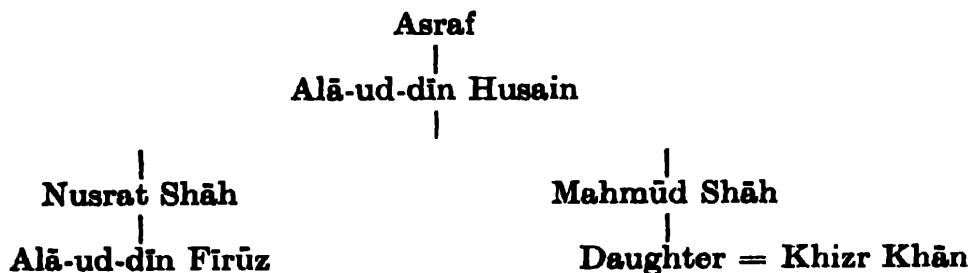 Asraf
Alā-ud-dīn Husain
Nusrat Shāh Mahmūd Shāh
Alā-ud-dīn Fīrūz Daughter = Khizr Khān